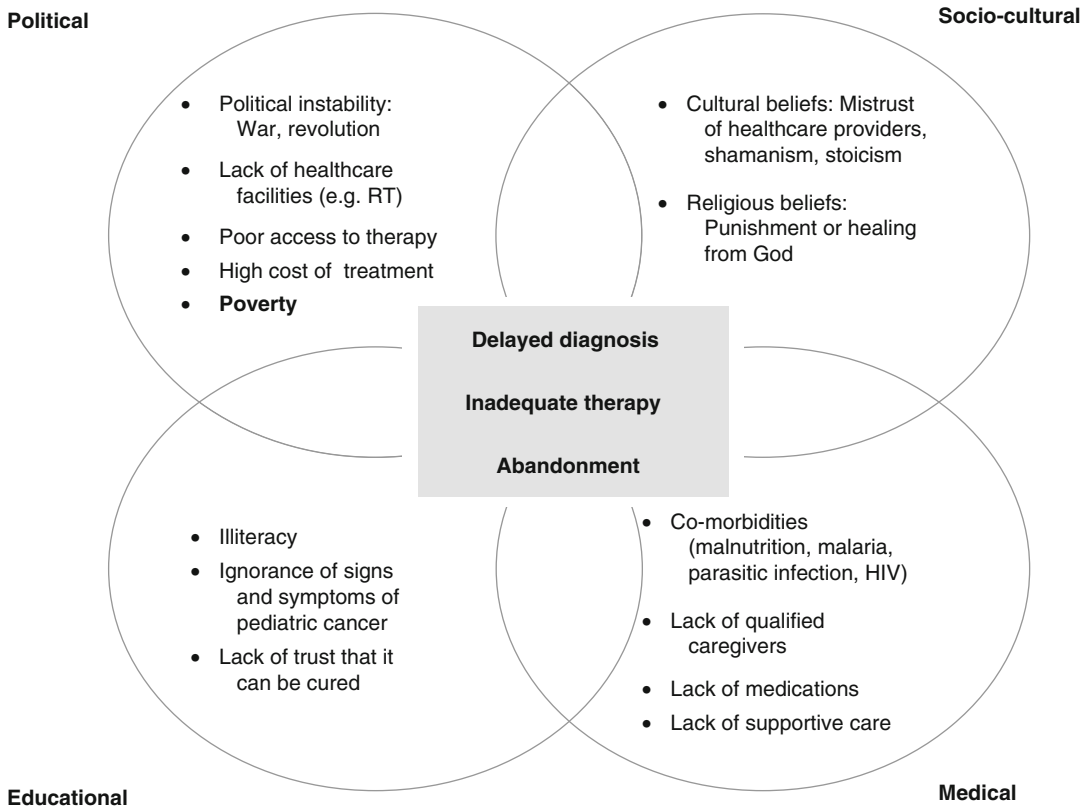 Political
Socio-cultural
• Political instability:
War, revolution
• Lack of healthcare
facilities (e.g. RT)
• Poor access to therapy
• High cost of treatment
• Poverty
• Cultural beliefs: Mistrust
of healthcare providers,
shamanism, stoicism
• Religious beliefs:
Punishment or healing
from God
Delayed diagnosis
Inadequate therapy
Abandonment
• Illiteracy
• Ignorance of signs
and symptoms of
pediatric cancer
• Lack of trust that it
can be cured
• Co-morbidities
(malnutrition, malaria,
parasitic infection, HIV)
• Lack of qualified
caregivers
• Lack of medications
• Lack of supportive care
Educational
Medical